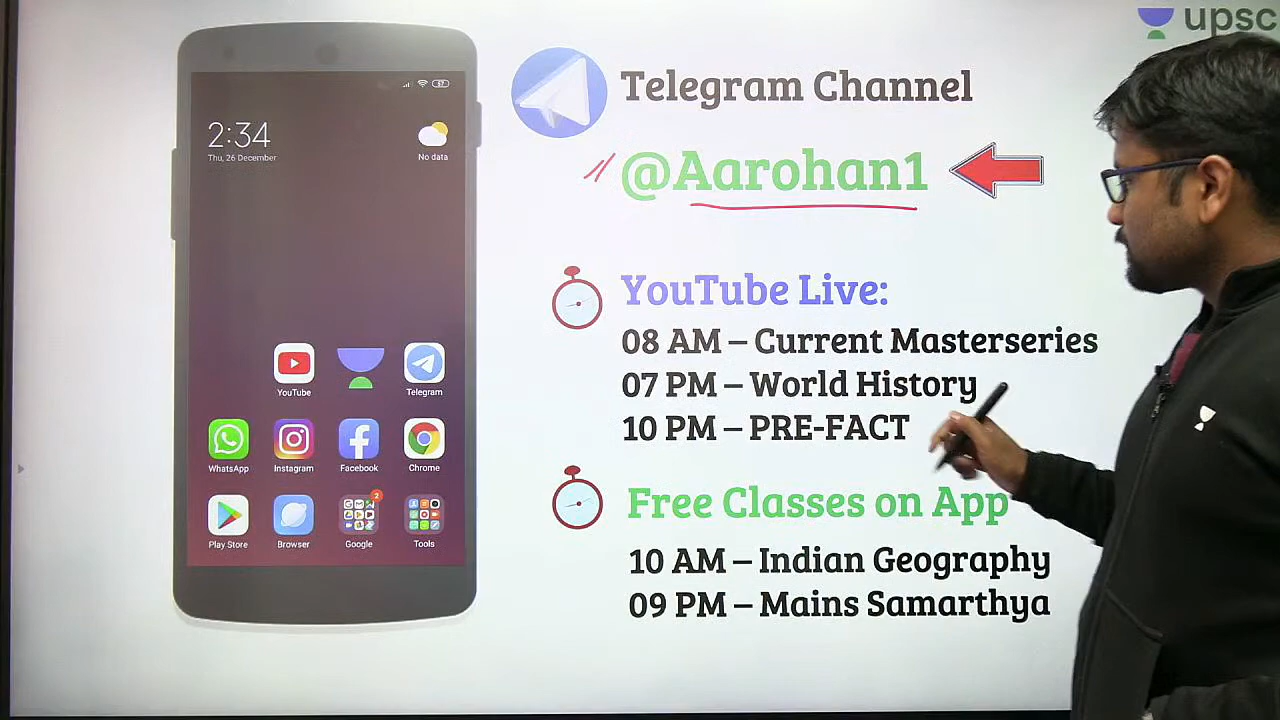 upsc
Telegram Channel
@Aarohan1
YouTube Live:
08 AM – Current Masterseries
07 PM – World History
10 PM – PRE-FACT
Free Classes on App
10 AM – Indian Geography
09 PM – Mains Samarthya
57
2:34
Thu, 26 December
No data
YouTube
Telegram
WhatsApp
Instagram
Facebook
Chrome
2
Play Store
Browser
Google
Tools